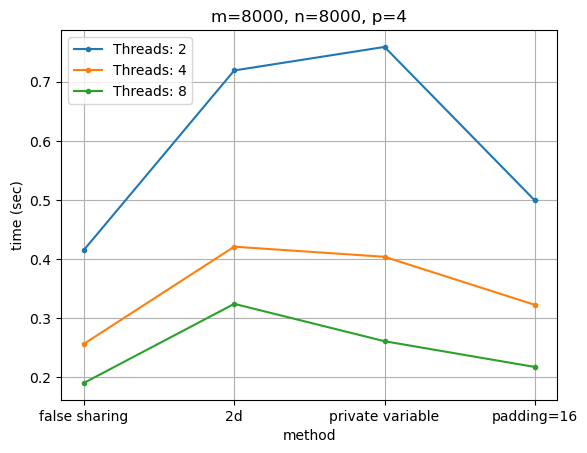 m=8000, n=8000, p=4
Threads: 2
Threads: 4
Threads: 8
time (sec)
0.7
0.6
0.5
0.4
0.3
0.2
false sharing 2d private variable padding=16
method